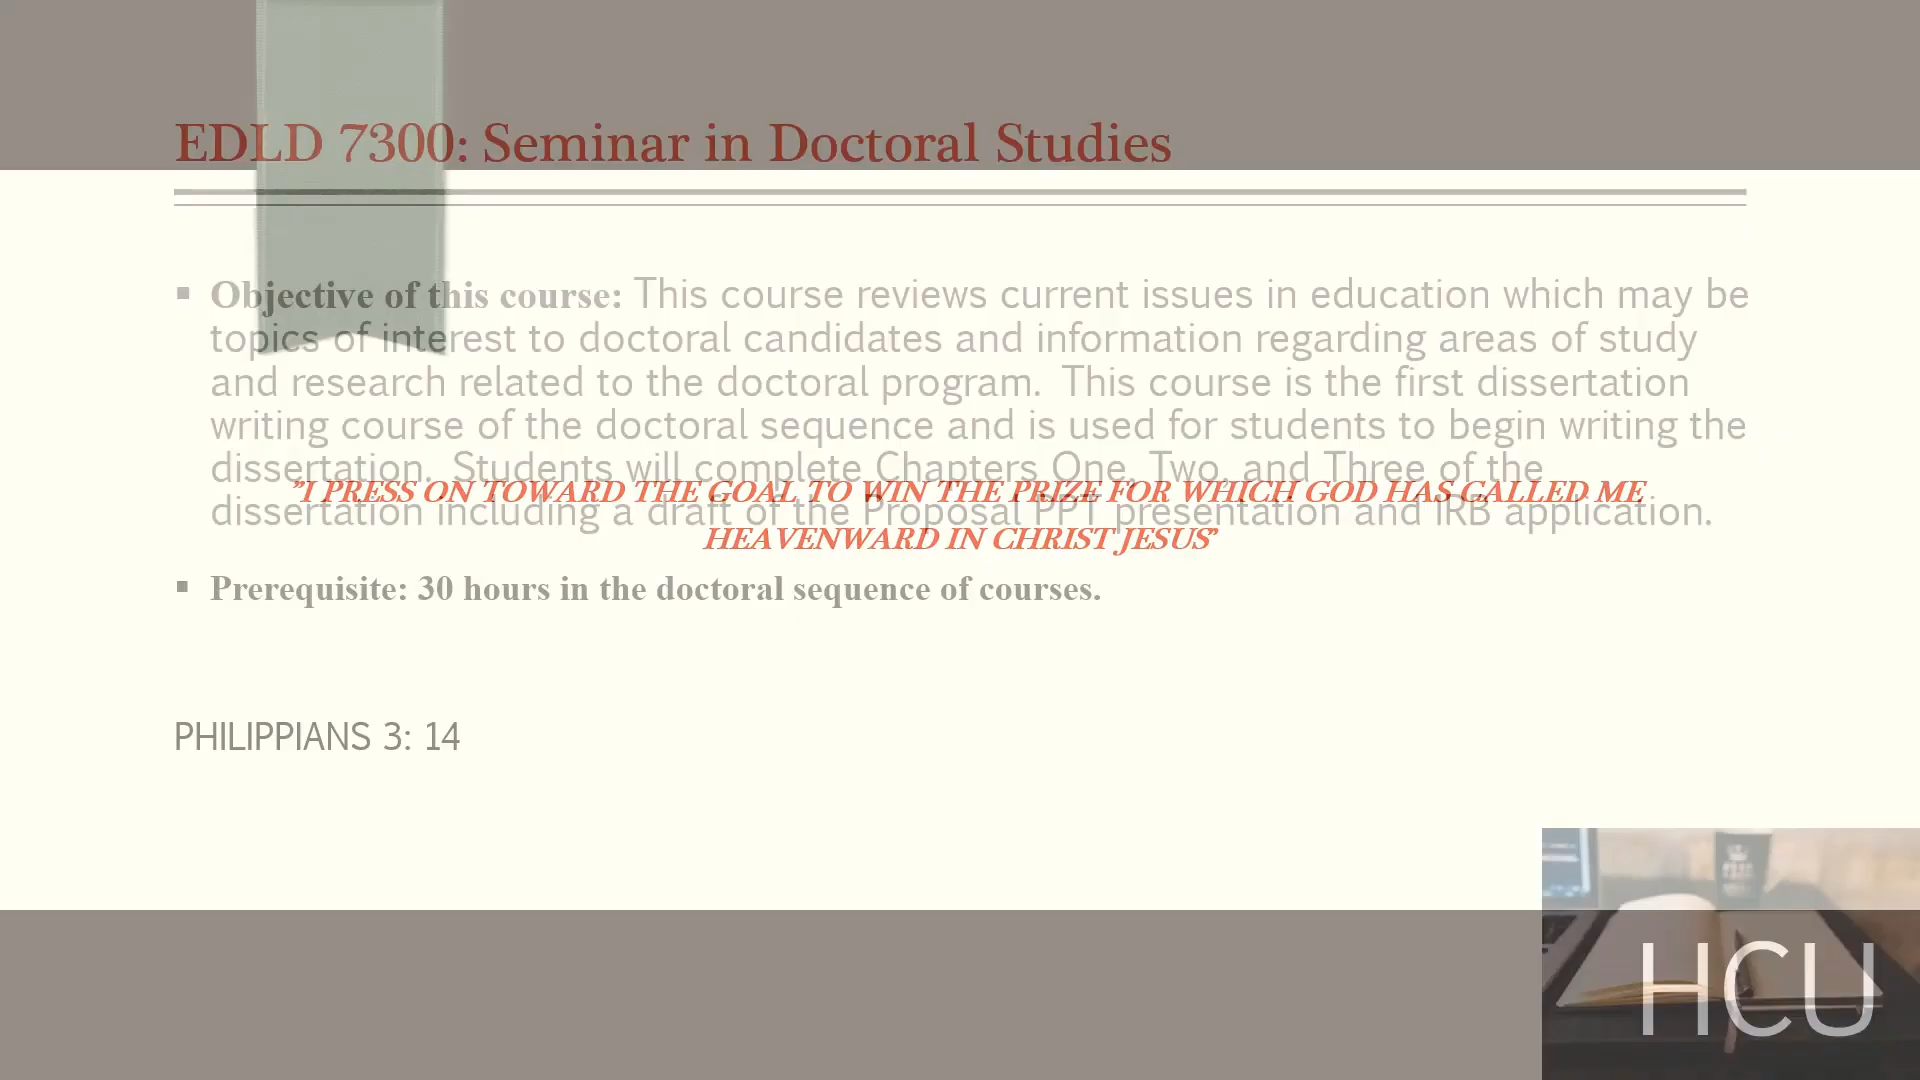 EDLD 7300: Seminar in Doctoral Studies
▪ Objective of this course: This course reviews current issues in education which may be
topics of interest to doctoral candidates and information regarding areas of study
and research related to the doctoral program. This course is the first dissertation
writing course of the doctoral sequence and is used for students to begin writing the
dissertation. Students will complete Chapters One, Two, and Three of the
dissertation including a draft of the Proposal PPT presentation and IRB application.
"I PRESS ON TOWARD THE GOAL TO WIN THE PRIZE FOR WHICH GOD HAS CALLED ME
HEAVENWARD IN CHRIST JESUS"
▪ Prerequisite: 30 hours in the doctoral sequence of courses.
PHILIPPIANS 3: 14
HCU